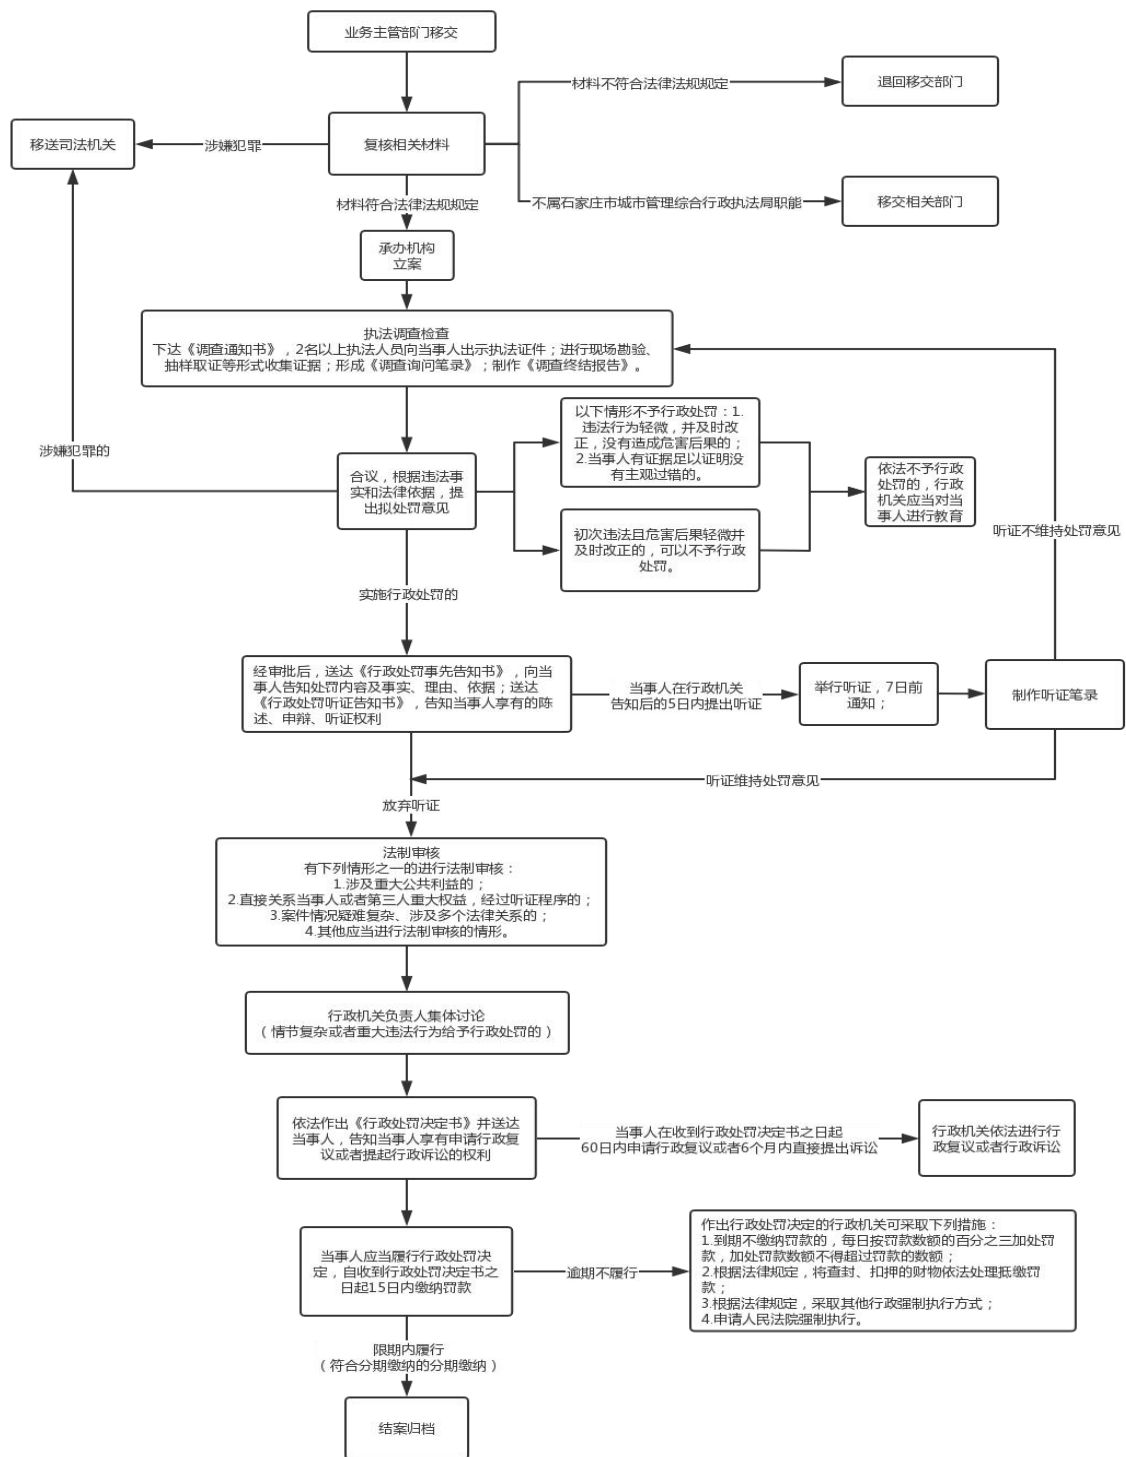 业务主管部门移交
材料不符合法律法规规定
退回移交部门
移送司法机关
涉嫌犯罪
复核相关材料
不属石家庄市城市管理综合行政执法局职能
移交相关部门
材料符合法律法规规定
承办机构
立案
执法调查检查
下达《调查通知书》，2名以上执法人员向当事人出示执法证件；进行现场勘验、
抽样取证等形式收集证据；形成《调查询问笔录》；制作《调查终结报告》。
涉嫌犯罪的
合议，根据违法事
实和法律依据，提
出拟处罚意见
以下情形不予行政处罚：1.
违法行为轻微，并及时改
正，没有造成危害后果的；
2.当事人有证据足以证明没
有主观过错的。
初次违法且危害后果轻微并
及时改正的，可以不予行政
处罚。
依法不予行政
处罚的，行政
机关应当对当
事人进行教育
听证不维持处罚意见
实施行政处罚的
经审批后，送达《行政处罚事先告知书》，向当
事人告知处罚内容及事实、理由、依据；送达
《行政处罚听证告知书》，告知当事人享有的陈
述、申辩、听证权利
当事人在行政机关
告知后的5日内提出听证
举行听证，7日前
通知；
制作听证笔录
听证维持处罚意见
放弃听证
法制审核
有下列情形之一的进行法制审核：
1.涉及重大公共利益的；
2.直接关系当事人或者第三人重大权益，经过听证程序的；
3.案件情况疑难复杂、涉及多个法律关系的；
4.其他应当进行法制审核的情形。
行政机关负责人集体讨论
（情节复杂或者重大违法行为给予行政处罚的）
依法作出《行政处罚决定书》并送达
当事人，告知当事人享有申请行政复
议或者提起行政诉讼的权利
当事人在收到行政处罚决定书之日起
60日内申请行政复议或者6个月内直接提出诉讼
行政机关依法进行行
政复议或者行政诉讼
当事人应当履行行政处罚决
定，自收到行政处罚决定书之
日起15日内缴纳罚款
逾期不履行
作出行政处罚决定的行政机关可采取下列措施：
1.到期不缴纳罚款的，每日按罚款数额的百分之三加处罚
款，加处罚款数额不得超过罚款的数额；
2.根据法律规定，将查封、扣押的财物依法处理抵缴罚
款；
3.根据法律规定，采取其他行政强制执行方式；
4.申请人民法院强制执行。
限期内履行
（符合分期缴纳的分期缴纳）
结案归档